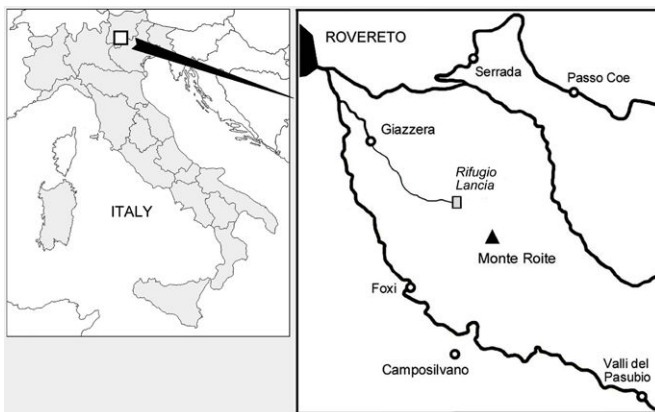 ITALY
ROVERETO
Serrada
Passo Coe
Giazzera
Rifugio
Lancia
Monte Roite
Foxi
Camposilvano
Valli del
Pasubio